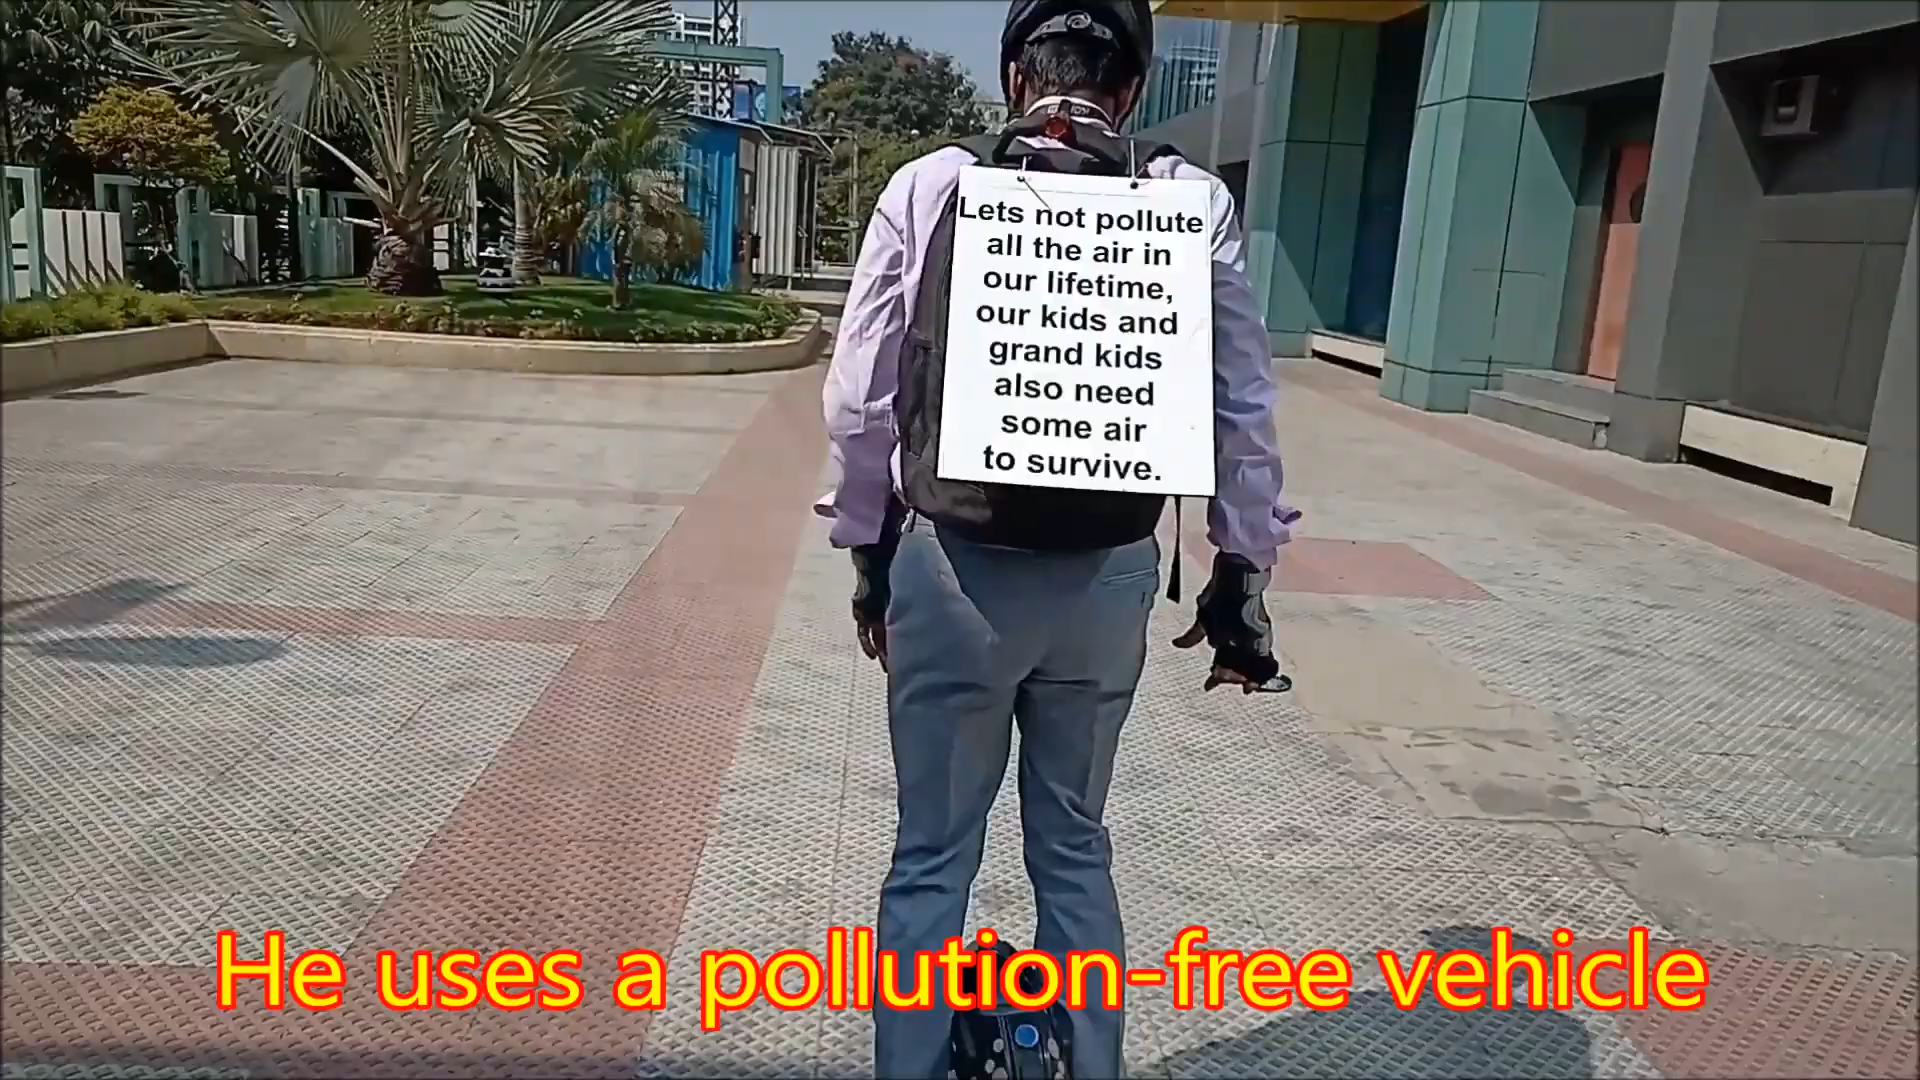 Lets not pollute
all the air in
our lifetime,
our kids and
grand kids
also need
some air
to survive.
He uses a pollution-free vehicle